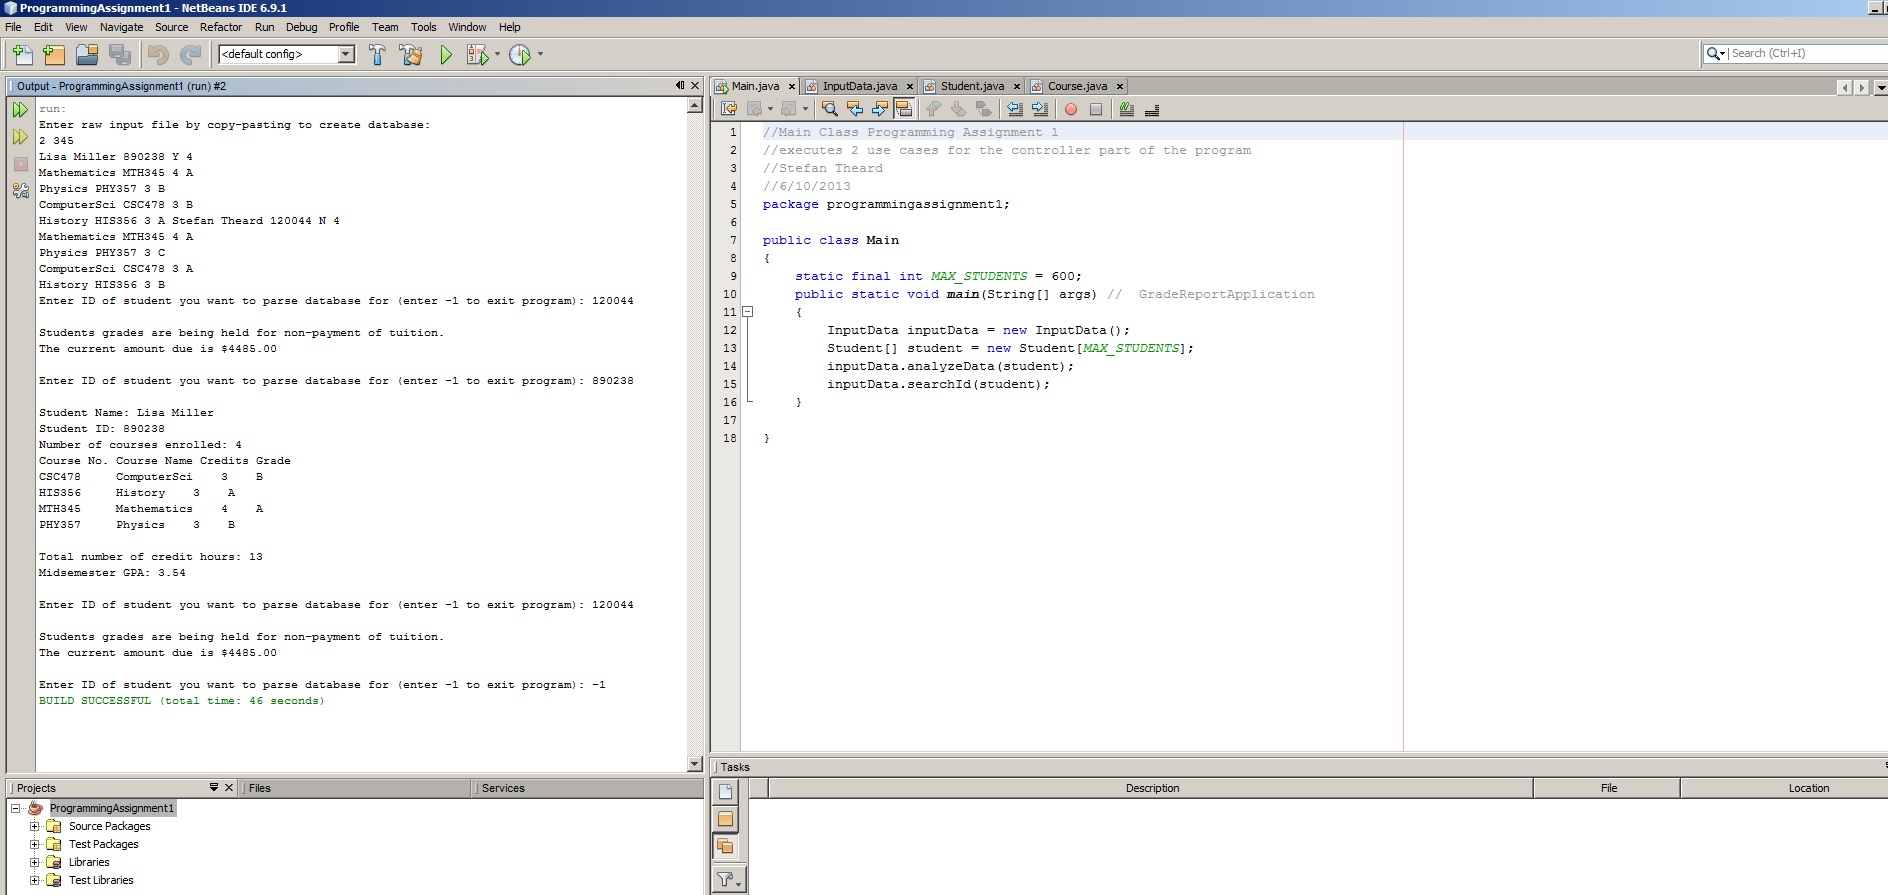 ProgrammingAssignment1 - NetBeans IDE 6.9.1
File Edit View Navigate Source Refactor Run Debug Profile Team Tools Window Help
<default config>
Search (Ctrl+I)
Output - ProgrammingAssignment1 (run) #2
run:
Enter raw input file by copy-pasting to create database:
2 345
Lisa Miller 890238 Y 4
Mathematics MTH345 4 A
Physics PHY357 3 B
ComputerSci CSC478 3 B
History HIS356 3 A Stefan Theard 120044 N 4
Mathematics MTH345 4 A
Physics PHY357 3 C
ComputerSci CSC478 3 A
History HIS356 3 B
Enter ID of student you want to parse database for (enter -1 to exit program): 120044
Students grades are being held for non-payment of tuition.
The current amount due is $4485.00
Enter ID of student you want to parse database for (enter -1 to exit program): 890238
Student Name: Lisa Miller
Student ID: 890238
Number of courses enrolled: 4
Course No. Course Name Credits Grade
CSC478 ComputerSci 3 B
HIS356 History 3 A
MTH345 Mathematics 4 A
PHY357 Physics 3 B
Total number of credit hours: 13
Midsemester GPA: 3.54
Enter ID of student you want to parse database for (enter -1 to exit program): 120044
Students grades are being held for non-payment of tuition.
The current amount due is $4485.00
Enter ID of student you want to parse database for (enter -1 to exit program): -1
BUILD SUCCESSFUL (total time: 46 seconds)
Main.java InputData.java Student.java Course.java
1 //Main Class Programming Assignment 1
2 //executes 2 use cases for the controller part of the program
3 //Stefan Theard
4 //6/10/2013
5 package programmingassignment1;
6
7 public class Main
8 {
9 static final int MAX_STUDENTS = 600;
10 public static void main(String[] args) // GradeReportApplication
11 {
12 InputData inputData = new InputData();
13 Student[] student = new Student[MAX_STUDENTS];
14 inputData.analyzeData(student);
15 inputData.searchId(student);
16 }
17
18 }
Projects Files Services
ProgrammingAssignment1
Source Packages
Test Packages
Libraries
Test Libraries
Tasks
Description File Location